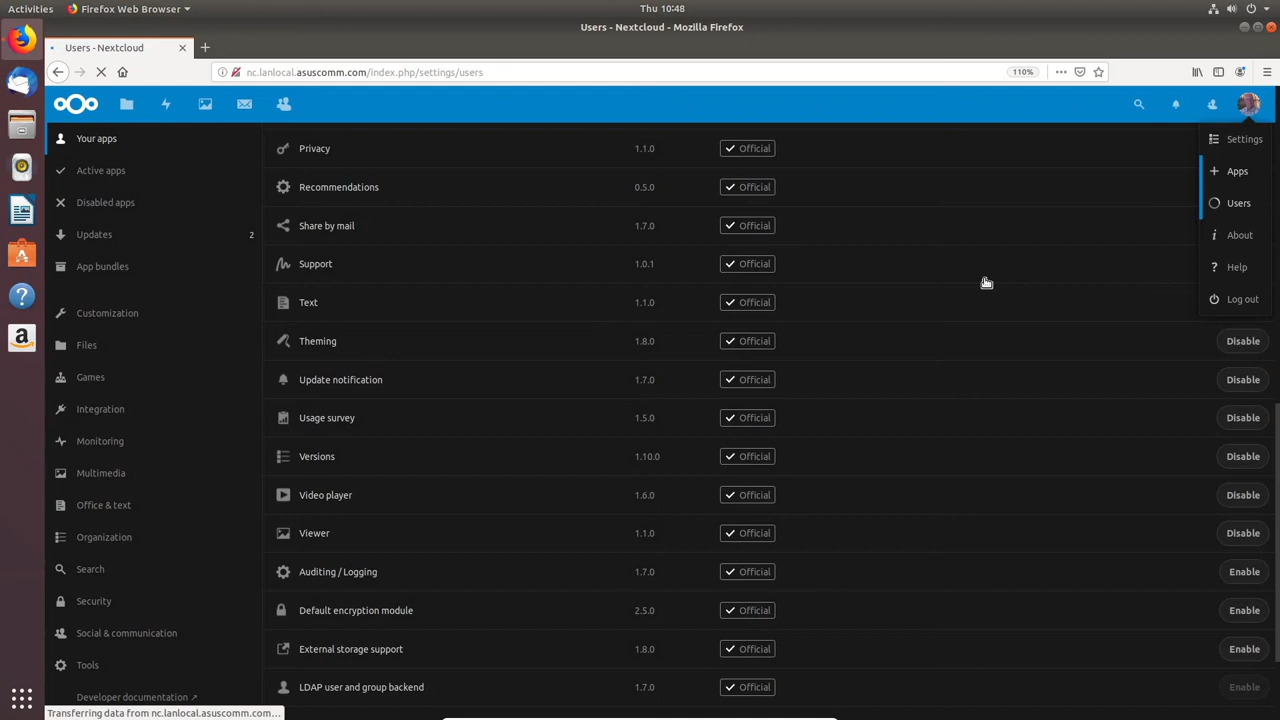 Activities
Firefox Web Browser
Thu 10:48
Users - Nextcloud - Mozilla Firefox
Users - Nextcloud
nc.lanlocal.asuscomm.com/index.php/settings/users
110%
Settings
Apps
Users
About
Help
Log out
Your apps
Active apps
Disabled apps
Updates 2
App bundles
Customization
Files
Games
Integration
Monitoring
Multimedia
Office & text
Organization
Search
Security
Social & communication
Tools
Developer documentation ↗
Privacy 1.1.0 Official
Recommendations 0.5.0 Official
Share by mail 1.7.0 Official
Support 1.0.1 Official
Text 1.1.0 Official
Theming 1.8.0 Official Disable
Update notification 1.7.0 Official Disable
Usage survey 1.5.0 Official Disable
Versions 1.10.0 Official Disable
Video player 1.6.0 Official Disable
Viewer 1.1.0 Official Disable
Auditing / Logging 1.7.0 Official Enable
Default encryption module 2.5.0 Official Enable
External storage support 1.8.0 Official Enable
LDAP user and group backend 1.7.0 Official Enable
Transferring data from nc.lanlocal.asuscomm.com…